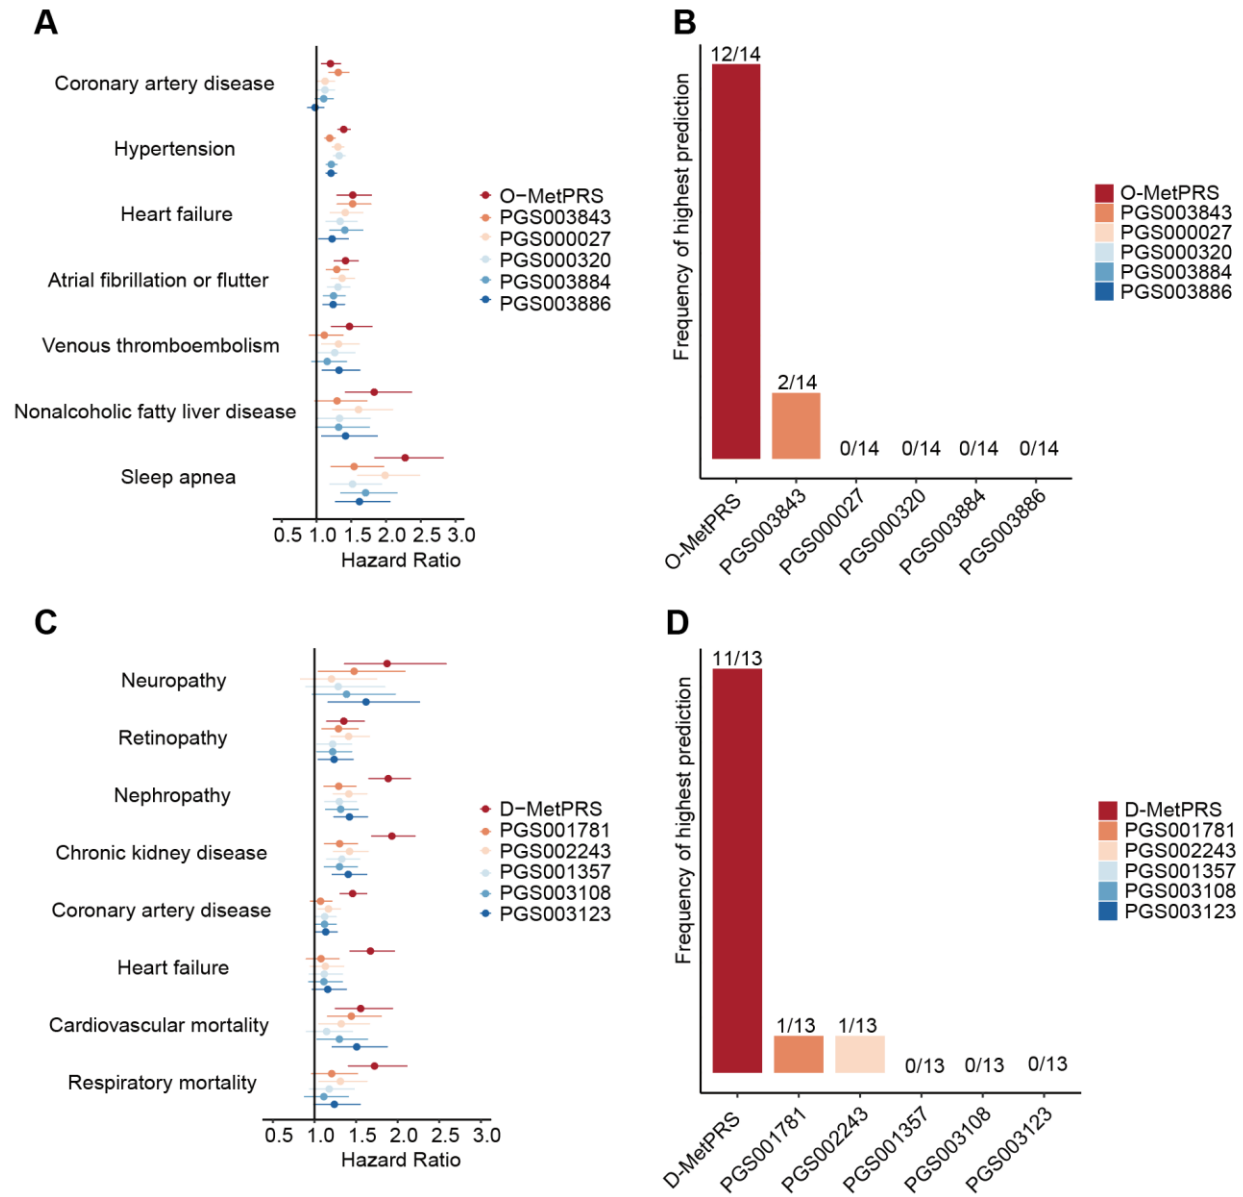 A
Coronary artery disease
Hypertension
Heart failure
Atrial fibrillation or flutter
Venous thromboembolism
Nonalcoholic fatty liver disease
Sleep apnea
0.5 1.0 1.5 2.0 2.5 3.0
Hazard Ratio
O−MetPRS
PGS003843
PGS000027
PGS000320
PGS003884
PGS003886
B
Frequency of highest prediction
12/14
2/14
0/14 0/14 0/14 0/14
O-MetPRS
PGS003843
PGS000027
PGS000320
PGS003884
PGS003886
O-MetPRS
PGS003843
PGS000027
PGS000320
PGS003884
PGS003886
C
Neuropathy
Retinopathy
Nephropathy
Chronic kidney disease
Coronary artery disease
Heart failure
Cardiovascular mortality
Respiratory mortality
0.5 1.0 1.5 2.0 2.5 3.0
Hazard Ratio
D−MetPRS
PGS001781
PGS002243
PGS001357
PGS003108
PGS003123
D
Frequency of highest prediction
11/13
1/13 1/13
0/13 0/13 0/13
D-MetPRS
PGS001781
PGS002243
PGS001357
PGS003108
PGS003123
D-MetPRS
PGS001781
PGS002243
PGS001357
PGS003108
PGS003123